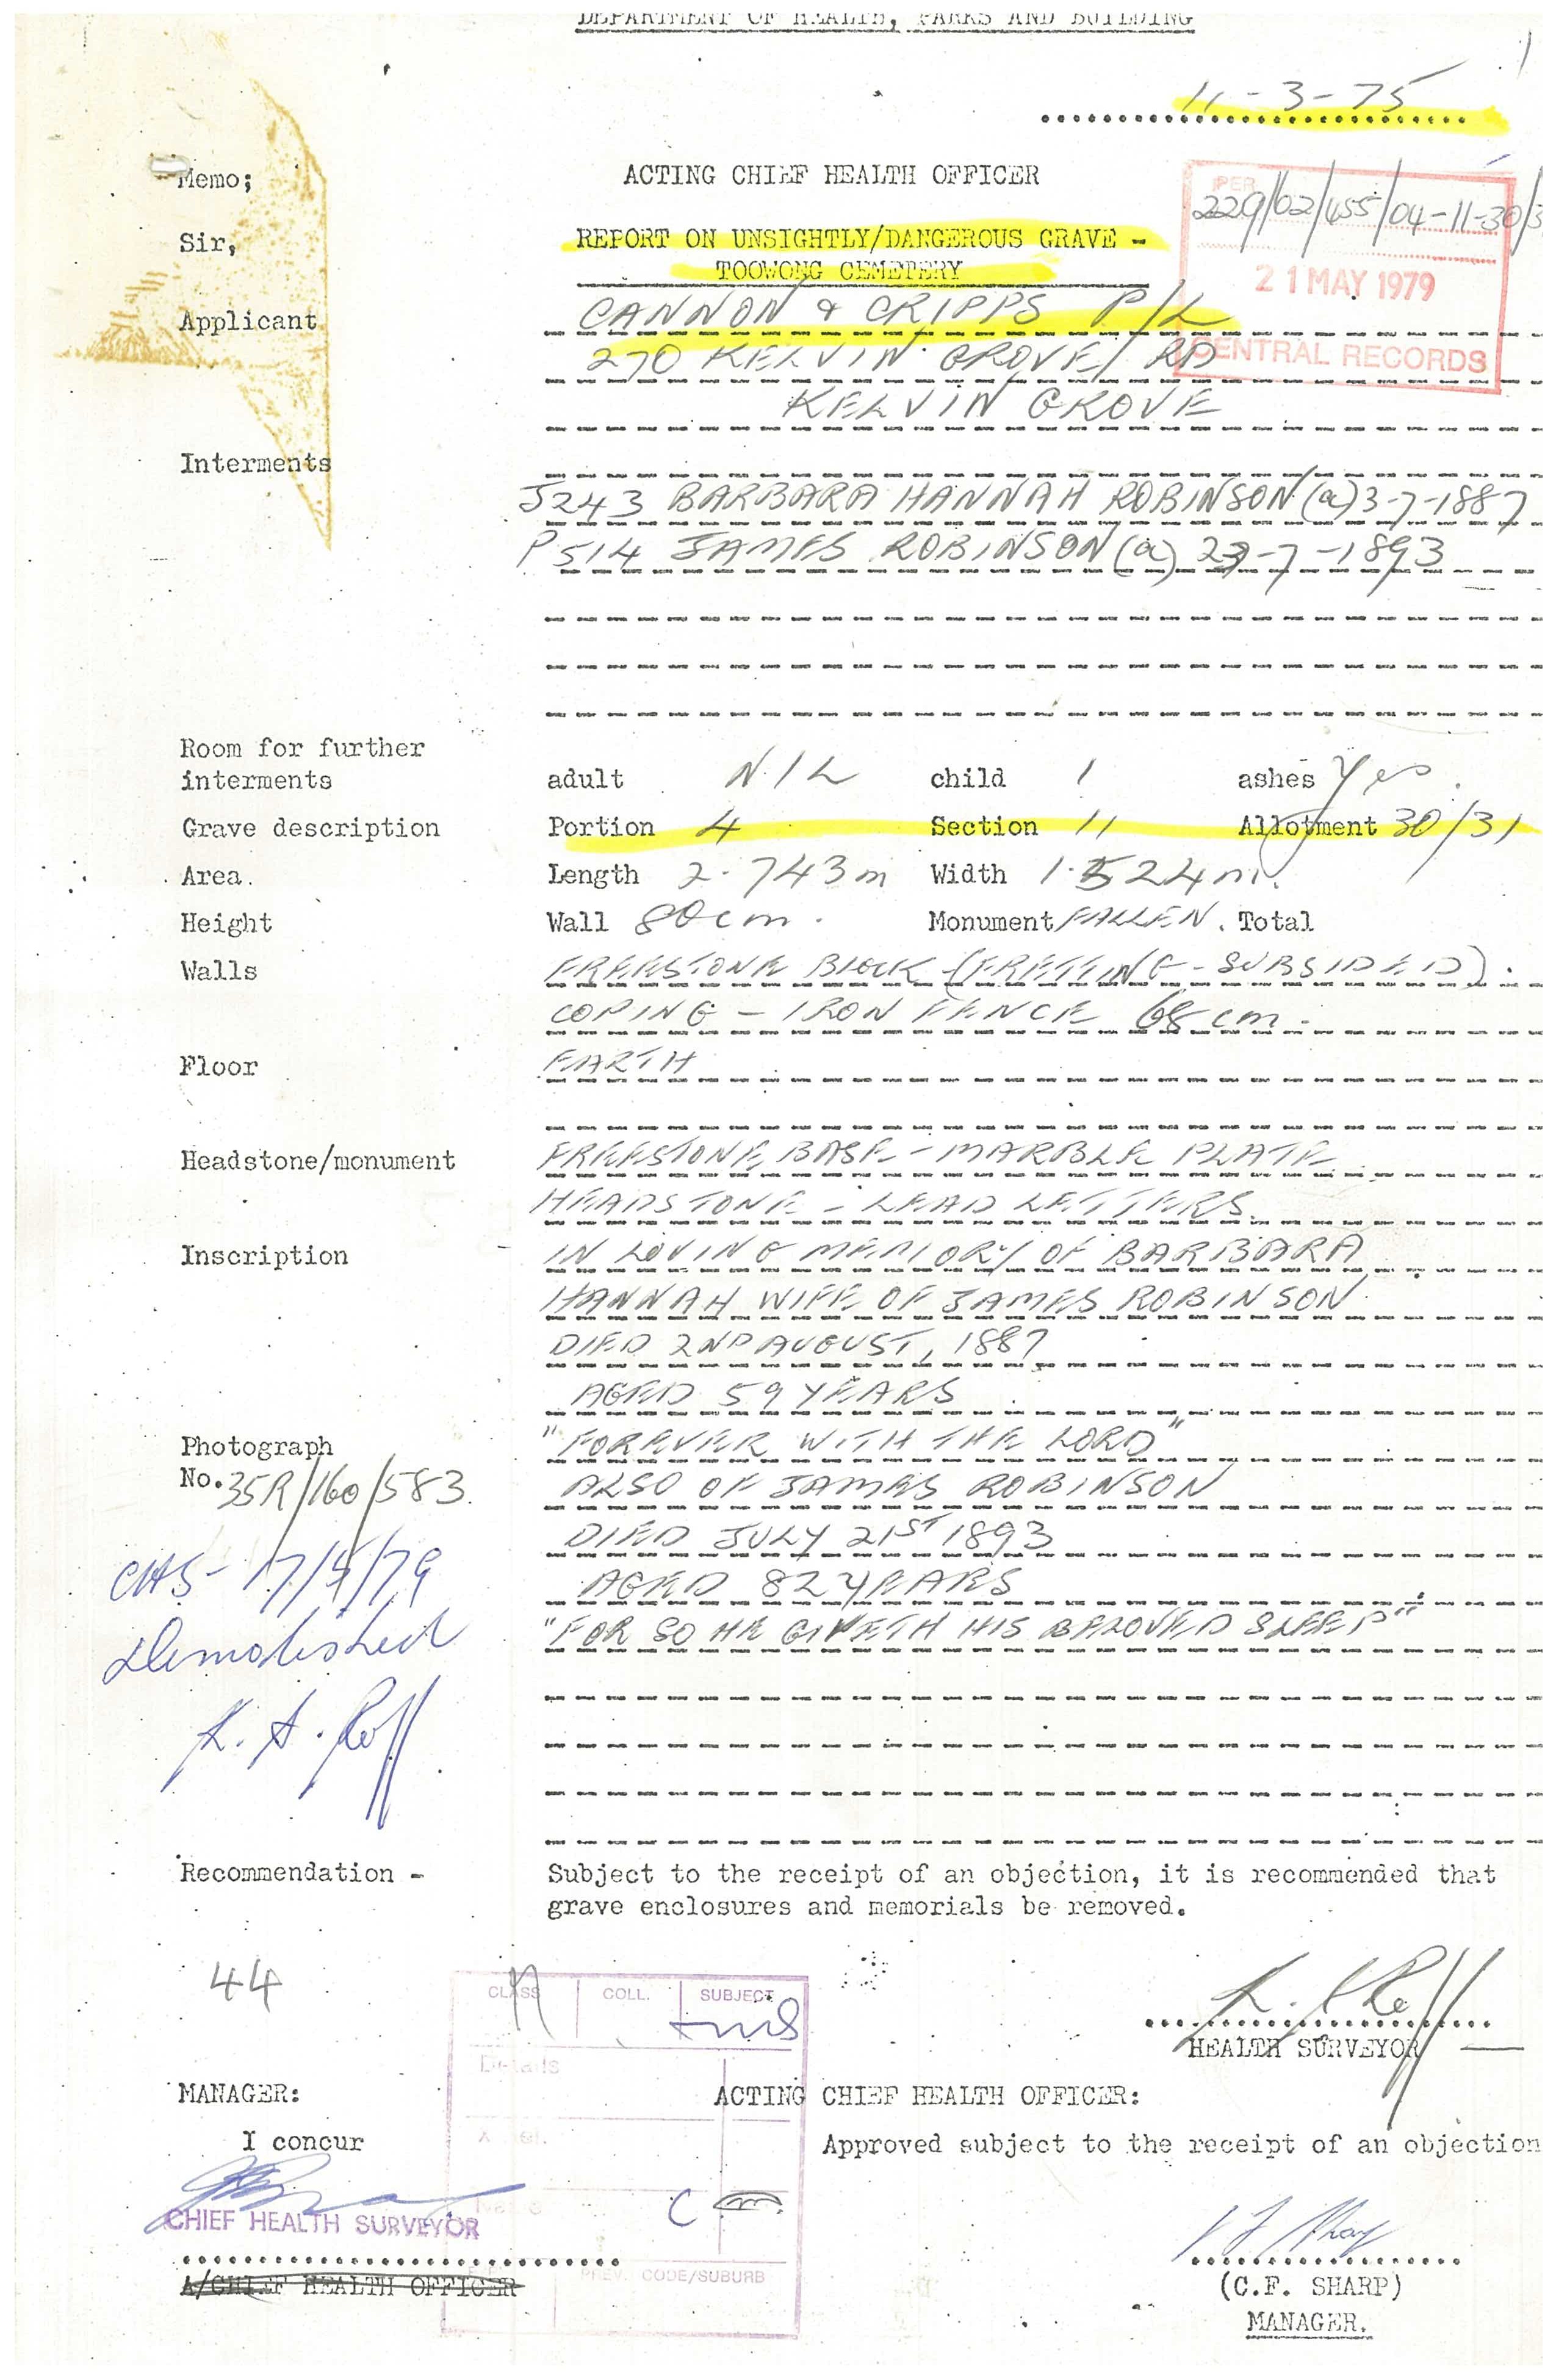 DEPARTMENT OF HEALTH, PARKS AND BUILDING
11-3-75
Memo;
ACTING CHIEF HEALTH OFFICER
PER
229/02/455/04-11-30/3
Sir,
REPORT ON UNSIGHTLY/DANGEROUS GRAVE -
TOOWONG CEMETERY
21 MAY 1979
CENTRAL RECORDS
Applicant
CANNON & CRIPPS P/L
270 KELVIN GROVE RD
KELVIN GROVE
Interments
J243 BARBARA HANNAH ROBINSON (a) 3-7-1887
P514 JAMES ROBINSON (a) 23-7-1893
Room for further
interments adult NIL child 1 ashes Yes.
Grave description Portion 4 Section 11 Allotment 30/31
Area. Length 2.743m Width 1.524m.
Height Wall 80cm. Monument FALLEN. Total
Walls FREESTONE BLOCK (FRETTING - SUBSIDED).
COPING - IRON FENCE 68cm.
Floor EARTH
Headstone/monument FREESTONE BASE - MARBLE PLATE
HEADSTONE - LEAD LETTERS.
Inscription IN LOVING MEMORY OF BARBARA
HANNAH WIFE OF JAMES ROBINSON
DIED 2ND AUGUST, 1887
AGED 59 YEARS
"FOREVER WITH THE LORD"
ALSO OF JAMES ROBINSON
DIED JULY 21ST 1893
AGED 82 YEARS
"FOR SO HE GIVETH HIS BELOVED SLEEP"
Photograph
No. 35R/160/583.
CHS - 17/5/79
Demolished
K. A. Roff
Recommendation - Subject to the receipt of an objection, it is recommended that
grave enclosures and memorials be removed.
44
CLASS COLL. SUBJECT
Details
HEALTH SURVEYOR
MANAGER: ACTING CHIEF HEALTH OFFICER:
I concur Approved subject to the receipt of an objection
CHIEF HEALTH SURVEYOR
C
A/CHIEF HEALTH OFFICER
PREV. CODE/SUBURB
(C.F. SHARP)
MANAGER.